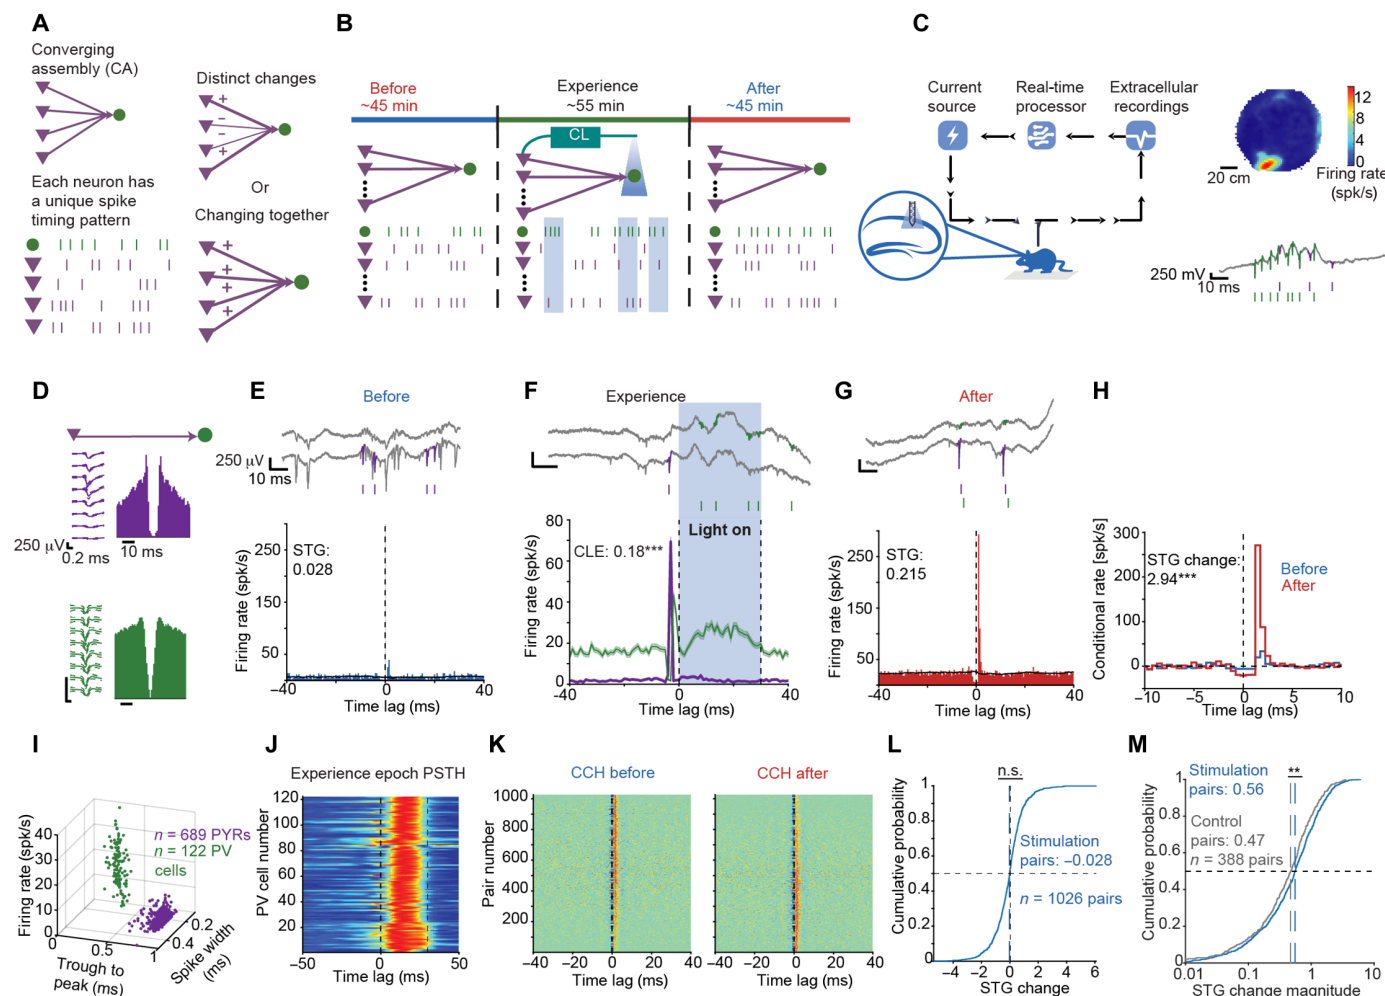 A
Converging
assembly (CA)
Each neuron has
a unique spike
timing pattern
Distinct changes
+
−
−
+
Or
Changing together
+
+
+
+
B
Before
~45 min
Experience
~55 min
After
~45 min
CL
C
Current
source
Real-time
processor
Extracellular
recordings
12
8
4
0
20 cm
Firing rate
(spk/s)
250 mV
10 ms
D
250 µV
0.2 ms
10 ms
E
Before
250 µV
10 ms
STG:
0.028
Firing rate (spk/s)
250
150
50
−40
0
40
Time lag (ms)
F
Experience
Light on
CLE: 0.18***
Firing rate (spk/s)
80
60
40
20
0
−40
0
40
Time lag (ms)
G
After
STG:
0.215
Firing rate (spk/s)
250
150
50
−40
0
40
Time lag (ms)
H
STG change:
2.94***
Before
After
Conditional rate [spk/s]
300
200
100
0
−10
−5
0
5
10
Time lag (ms)
I
n = 689 PYRs
n = 122 PV
cells
Firing rate (spk/s)
40
30
20
10
0
0
0.5
1
0.4
0.2
Trough to
peak (ms)
Spike width
(ms)
J
Experience epoch PSTH
PV cell number
120
100
80
60
40
20
−50
0
50
Time lag (ms)
K
CCH before
CCH after
Pair number
1000
800
600
400
200
−40
−20
0
20
40
Time lag (ms)
−40
−20
0
20
40
Time lag (ms)
L
n.s.
Cumulative probability
1
0.8
0.6
0.4
0.2
0
Stimulation
pairs: −0.028
n = 1026 pairs
−4
−2
0
2
4
6
STG change
M
**
Stimulation
pairs: 0.56
Control
pairs: 0.47
n = 388 pairs
Cumulative probability
1
0.8
0.6
0.4
0.2
0
0.01
0.1
1
10
STG change magnitude